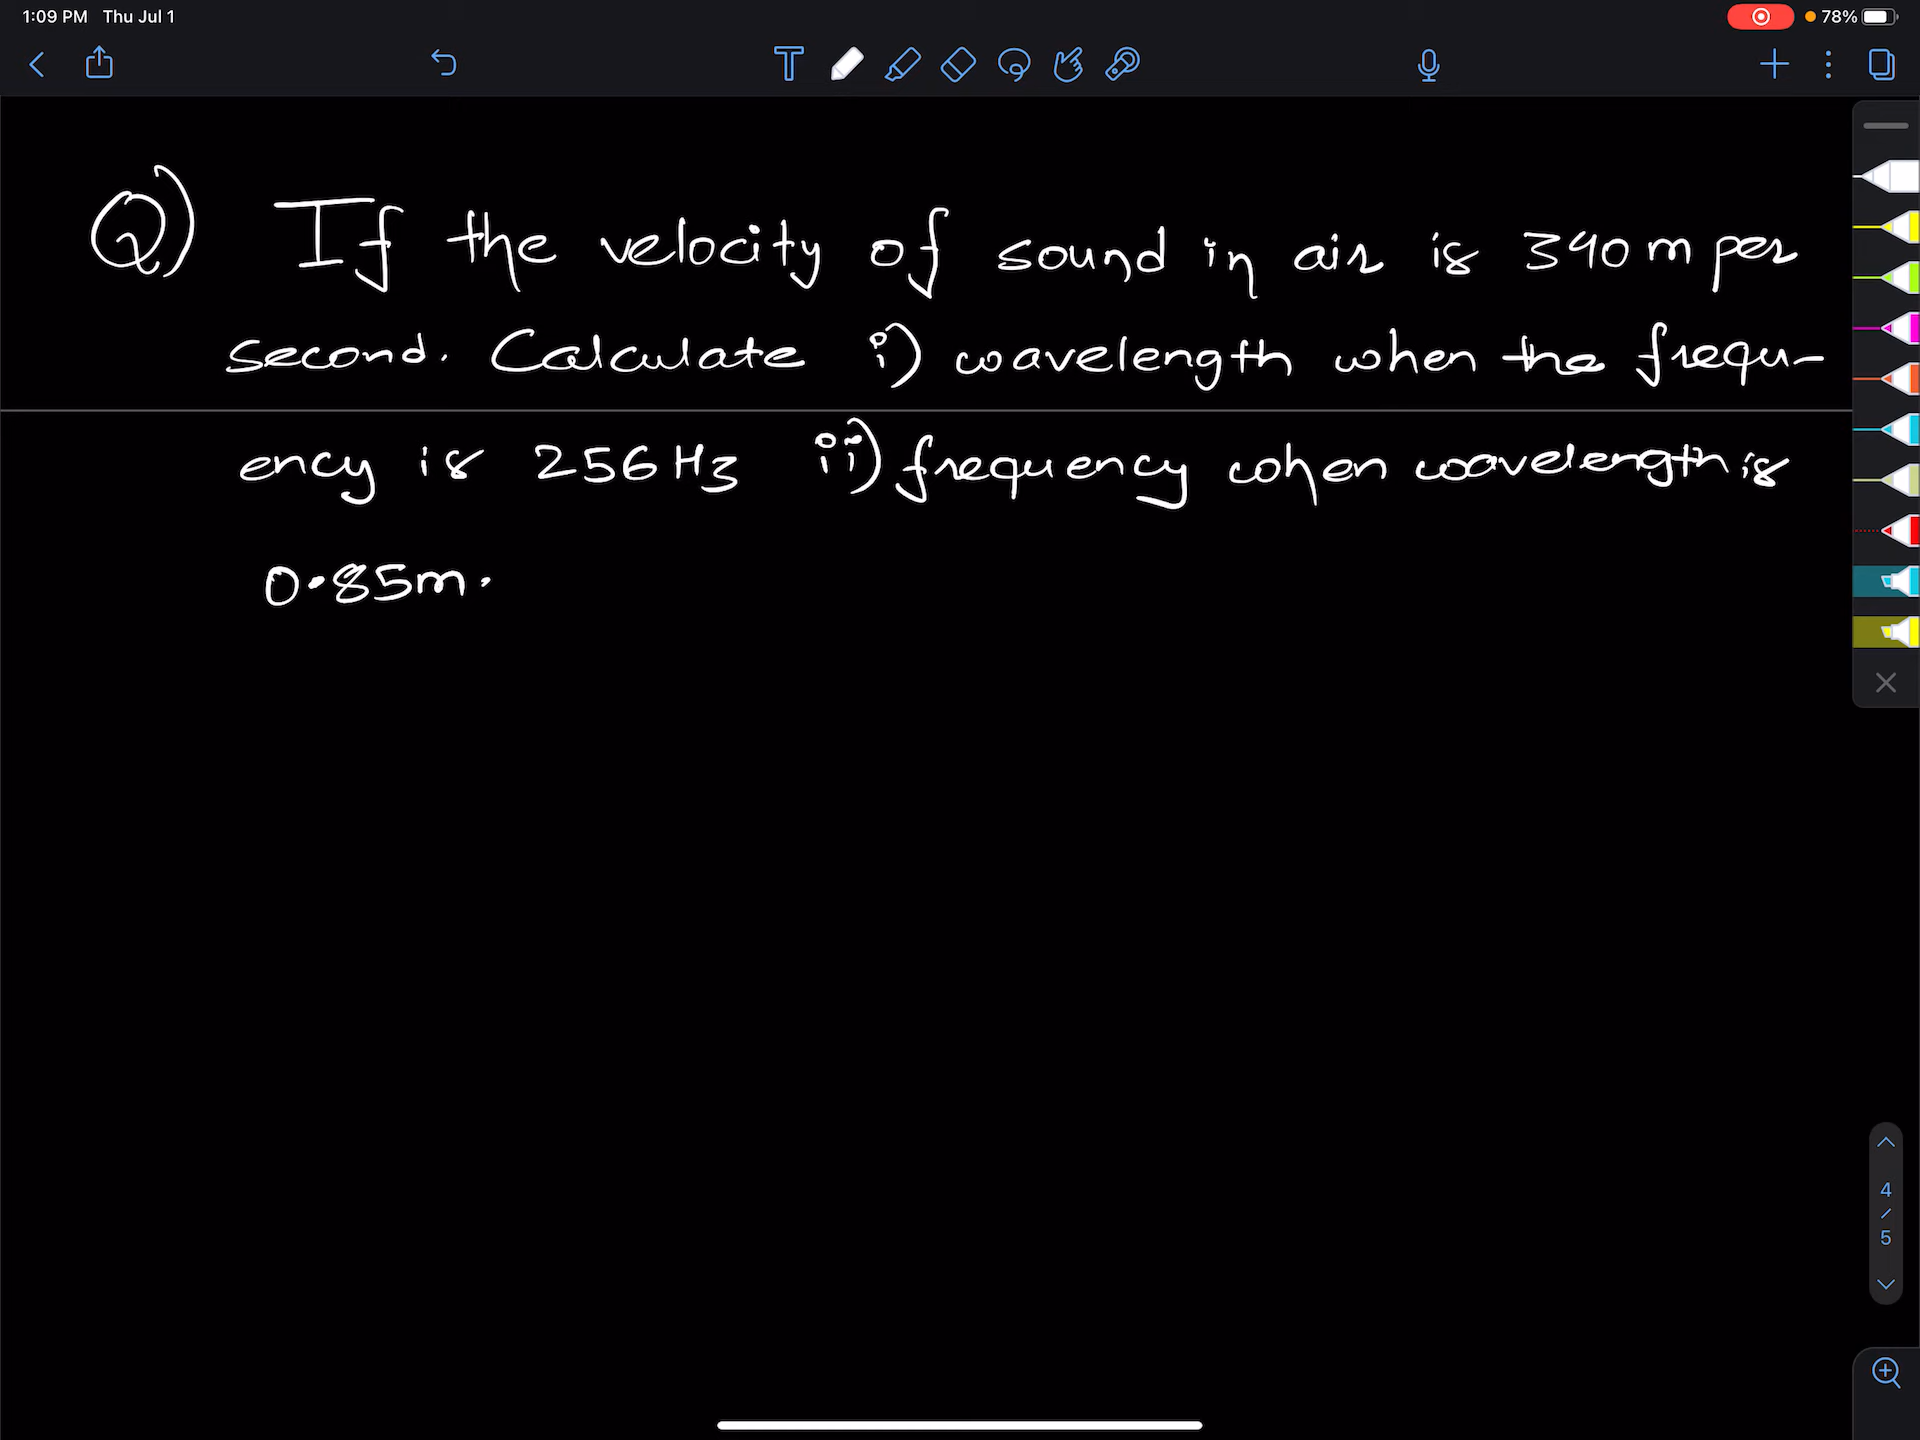 1:09 PM Thu Jul 1 78%
Q) If the velocity of sound in air is 340 m per
second. Calculate i) wavelength when the frequ-
ency is 256 Hz ii) frequency when wavelength is
0.85m.
4
/
5